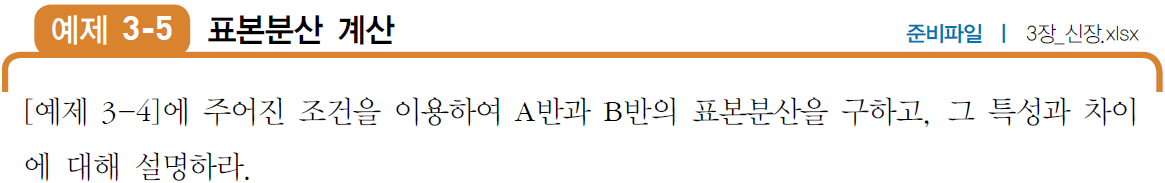 예제 3-5 표본분산 계산 준비파일 | 3장_신장.xlsx
[예제 3-4]에 주어진 조건을 이용하여 A반과 B반의 표본분산을 구하고, 그 특성과 차이
에 대해 설명하라.